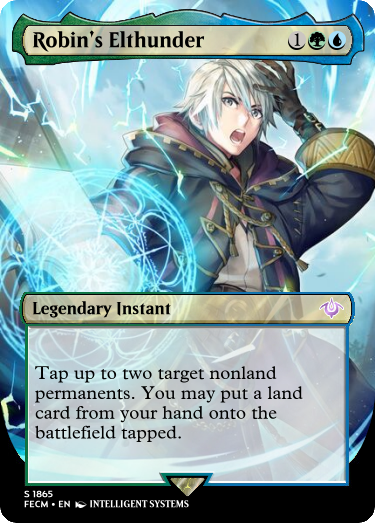 Robin's Elthunder 1
Legendary Instant
Tap up to two target nonland
permanents. You may put a land
card from your hand onto the
battlefield tapped.
S 1865
FECM • EN INTELLIGENT SYSTEMS